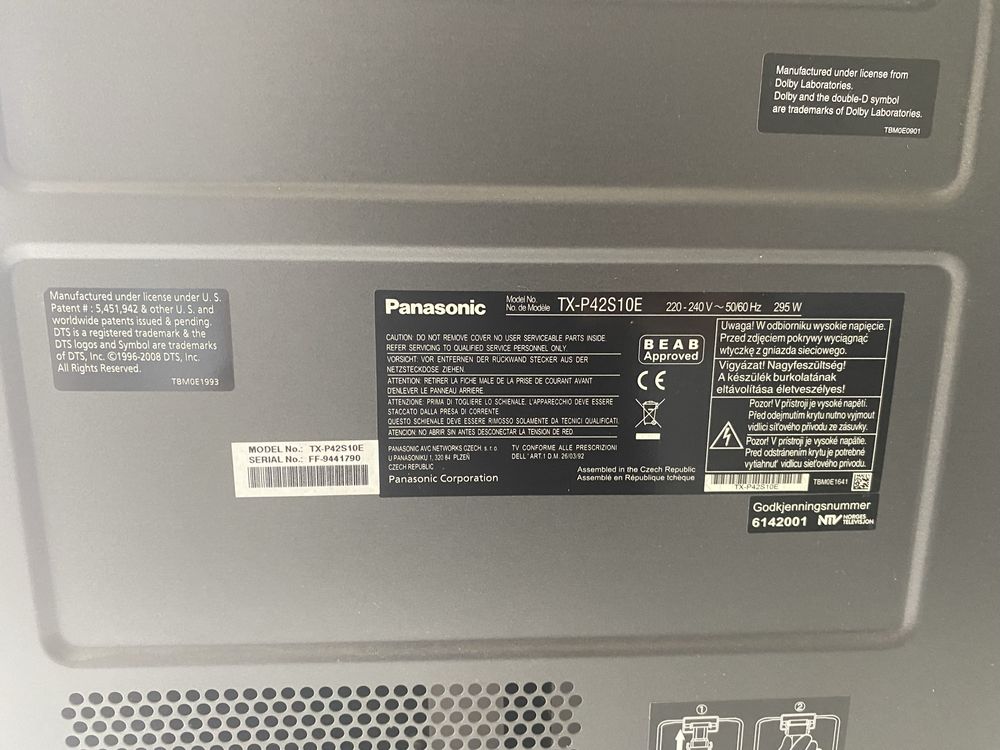 Manufactured under license from
Dolby Laboratories.
Dolby and the double-D symbol
are trademarks of Dolby Laboratories.
TBM0E0901
Manufactured under license under U. S.
Patent # : 5,451,942 & other U. S. and
worldwide patents issued & pending.
DTS is a registered trademark & the
DTS logos and Symbol are trademarks
of DTS, Inc. ©1996-2008 DTS, Inc.
All Rights Reserved.
TBM0E1993
MODEL No.: TX-P42S10E
SERIAL No.: FF-9441790
Panasonic
Model No.
No. de Modèle
TX-P42S10E
220 - 240 V ~ 50/60 Hz 295 W
CAUTION: DO NOT REMOVE COVER NO USER SERVICEABLE PARTS INSIDE
REFER SERVICING TO QUALIFIED SERVICE PERSONNEL ONLY.
VORSICHT: VOR ENTFERNEN DER RÜCKWAND STECKER AUS DER
NETZSTECKDOSE ZIEHEN.
ATTENTION: RETIRER LA FICHE MALE DE LA PRISE DE COURANT AVANT
D'ENLEVER LE PANNEAU ARRIERE.
ATTENZIONE: PRIMA DI TOGLIERE LO SCHIENALE, L'APPARECCHIO DEVE ESSERE
STACCATO DALLA PRESA DI CORRENTE
QUESTO SCHIENALE DEVE ESSERE RIMOSSO SOLAMENTE DA TECNICI QUALIFICATI.
ATENCION: NO ABRIR SIN ANTES DESCONECTAR LA TENSION DE RED
PANASONIC AVC NETWORKS CZECH, s. r. o.
U PANASONIKU 1, 320 84 PLZEŇ
CZECH REPUBLIC
Panasonic Corporation
TV CONFORME ALLE PRESCRIZIONI
DELL' ART.1 D.M. 26/03/92
BEAB
Approved
CE
Assembled in the Czech Republic
Assemblé en République tchèque
Uwaga! W odbiorniku wysokie napięcie.
Przed zdjęciem pokrywy wyciągnąć
wtyczkę z gniazda sieciowego.
Vigyázat! Nagyfeszültség!
A készülék burkolatának
eltávolítása életveszélyes!
Pozor! V přístroji je vysoké napětí.
Před odejmutím krytu nutno vyjmout
vidlici síťového přívodu ze zásuvky.
Pozor! V prístroji je vysoké napätie.
Pred odstránením krytu je potrebné
vytiahnuť vidlicu sieťového prívodu.
TX-P42S10E
TBM0E1641
Godkjenningsnummer
6142001 NTV NORGES
TELEVISJON
1
2